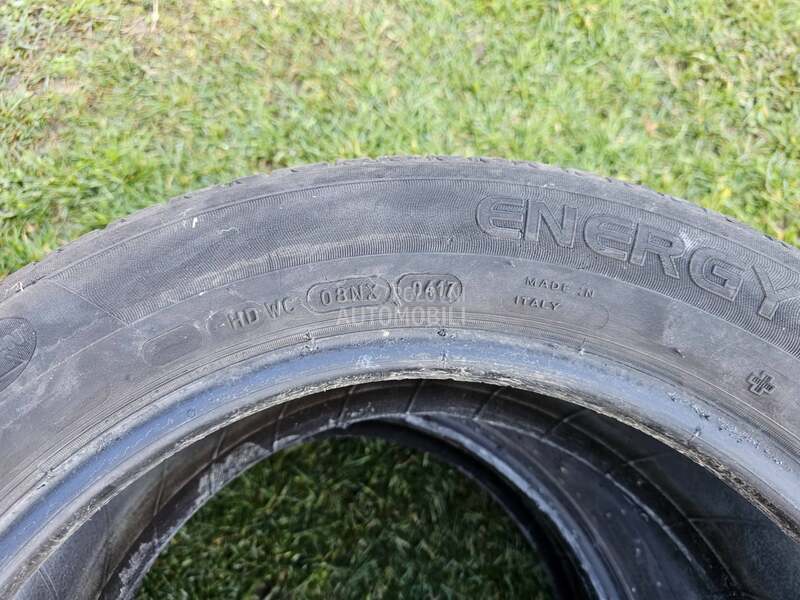 ENERGY
HD WC 08NX 0617 MADE IN
ITALY
AUTOMOBILI